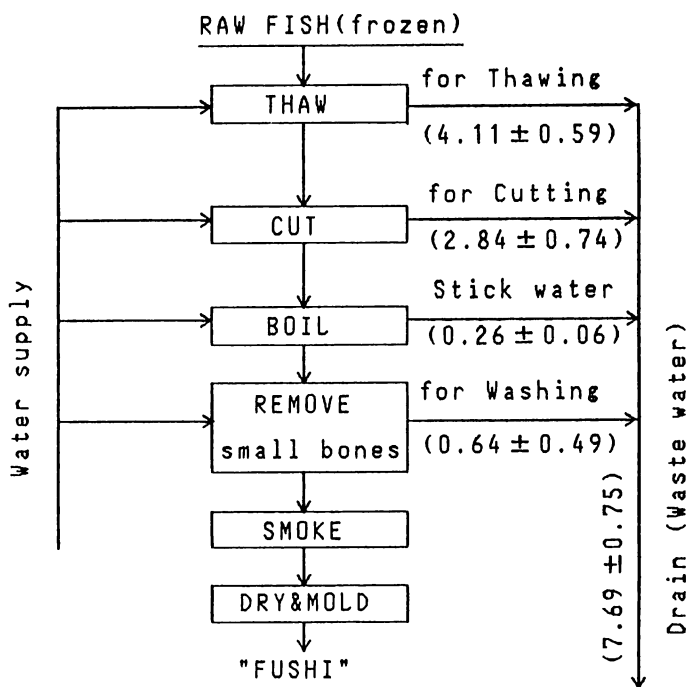 RAW FISH(frozen)
THAW
for Thawing
(4.11±0.59)
CUT
for Cutting
(2.84±0.74)
BOIL
Stick water
(0.26±0.06)
REMOVE
small bones
for Washing
(0.64±0.49)
SMOKE
DRY&MOLD
"FUSHI"
Water supply
(7.69±0.75)
Drain (Waste water)